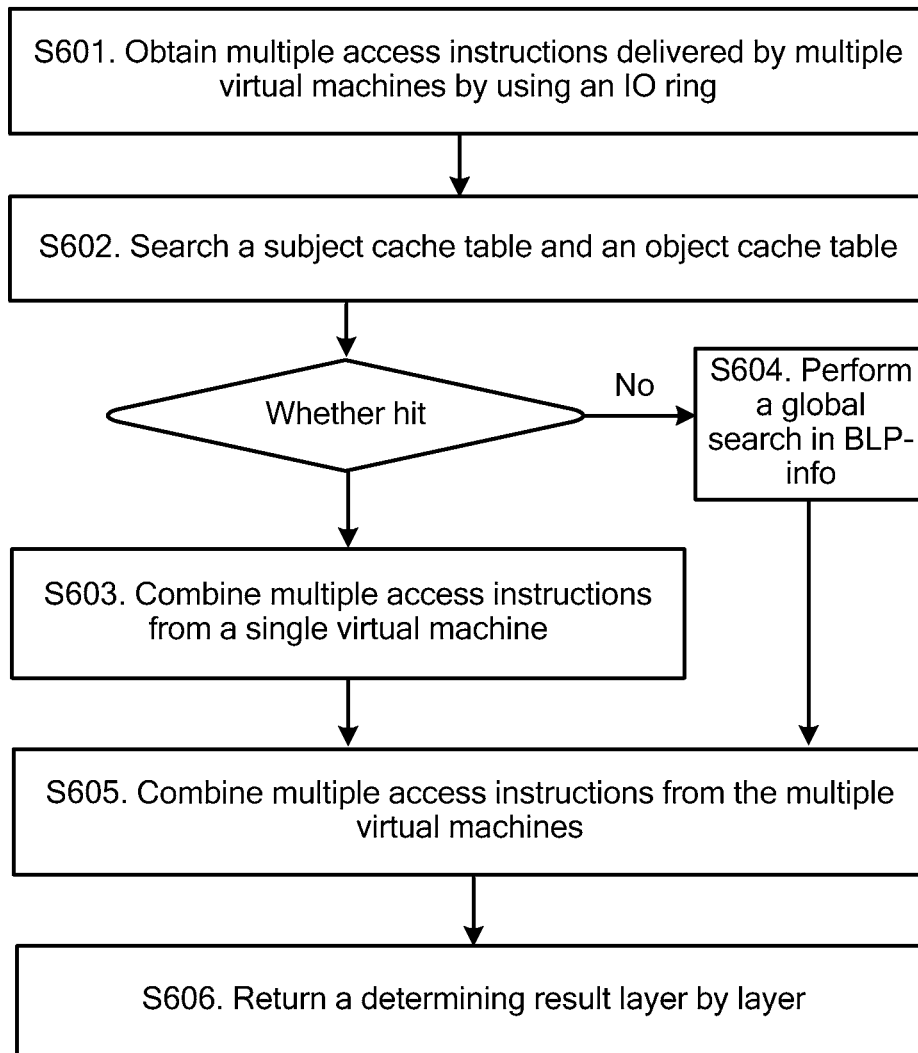 S601. Obtain multiple access instructions delivered by multiple
virtual machines by using an IO ring
S602. Search a subject cache table and an object cache table
Whether hit
No
S604. Perform
a global
search in BLP-
info
S603. Combine multiple access instructions
from a single virtual machine
S605. Combine multiple access instructions from the multiple
virtual machines
S606. Return a determining result layer by layer